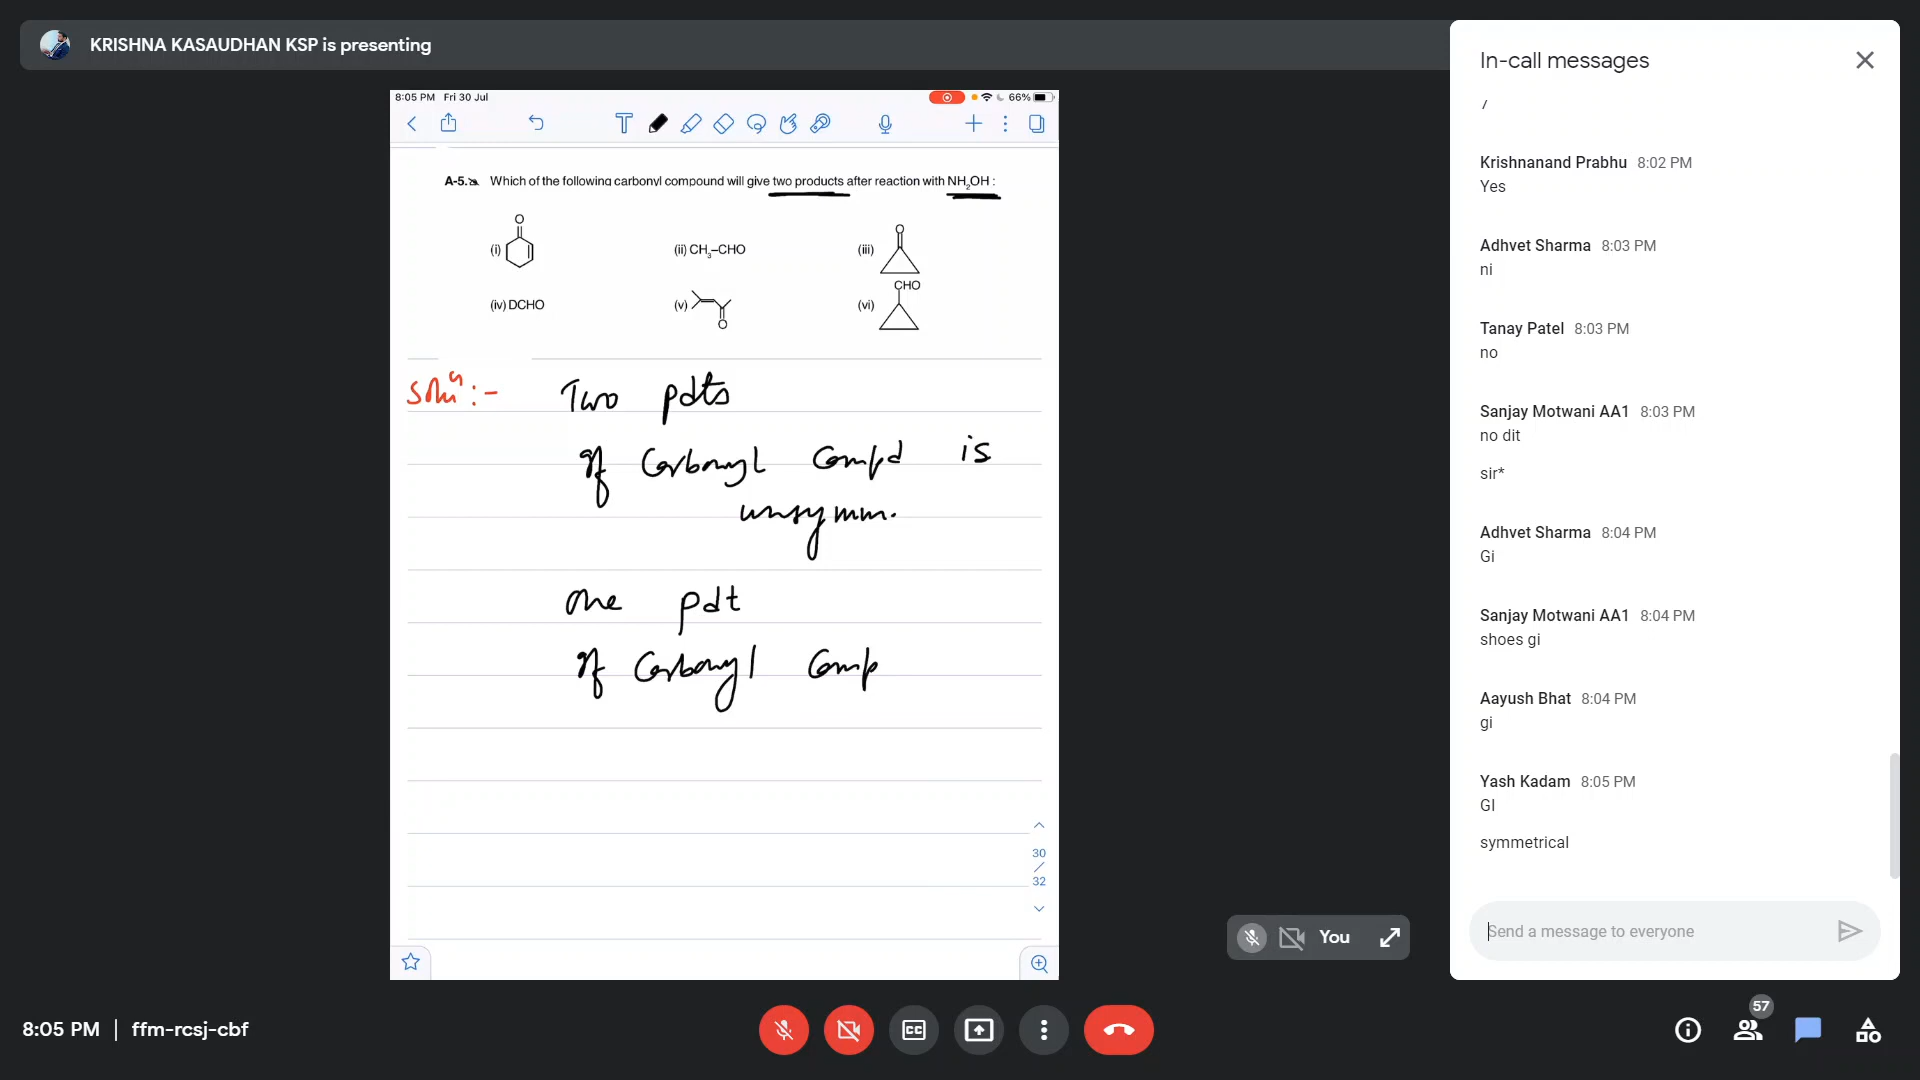 KRISHNA KASAUDHAN KSP is presenting
8:05 PM Fri 30 Jul
66%
A-5. Which of the following carbonyl compound will give two products after reaction with NH2OH :
(i) O
(ii) CH3–CHO
(iii) O
(iv) DCHO
(v) O
(vi) CHO
Soln :-
Two pdts
if Carbonyl Compd is
unsymm.
One pdt
if Carbonyl Comp
30
32
You
In-call messages
Krishnanand Prabhu 8:02 PM
Yes
Adhvet Sharma 8:03 PM
ni
Tanay Patel 8:03 PM
no
Sanjay Motwani AA1 8:03 PM
no dit
sir*
Adhvet Sharma 8:04 PM
Gi
Sanjay Motwani AA1 8:04 PM
shoes gi
Aayush Bhat 8:04 PM
gi
Yash Kadam 8:05 PM
GI
symmetrical
Send a message to everyone
8:05 PM | ffm-rcsj-cbf
CC
57